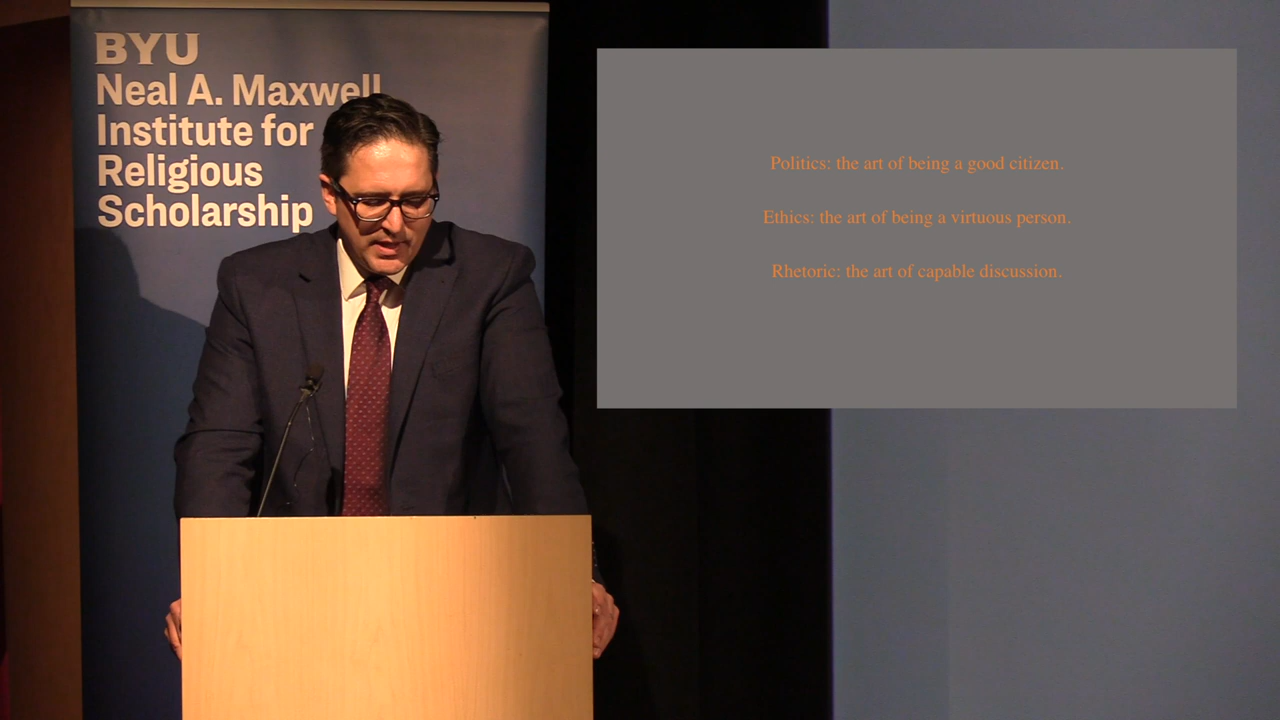 BYU
Neal A. Maxwell
Institute for
Religious
Scholarship
Politics: the art of being a good citizen.
Ethics: the art of being a virtuous person.
Rhetoric: the art of capable discussion.